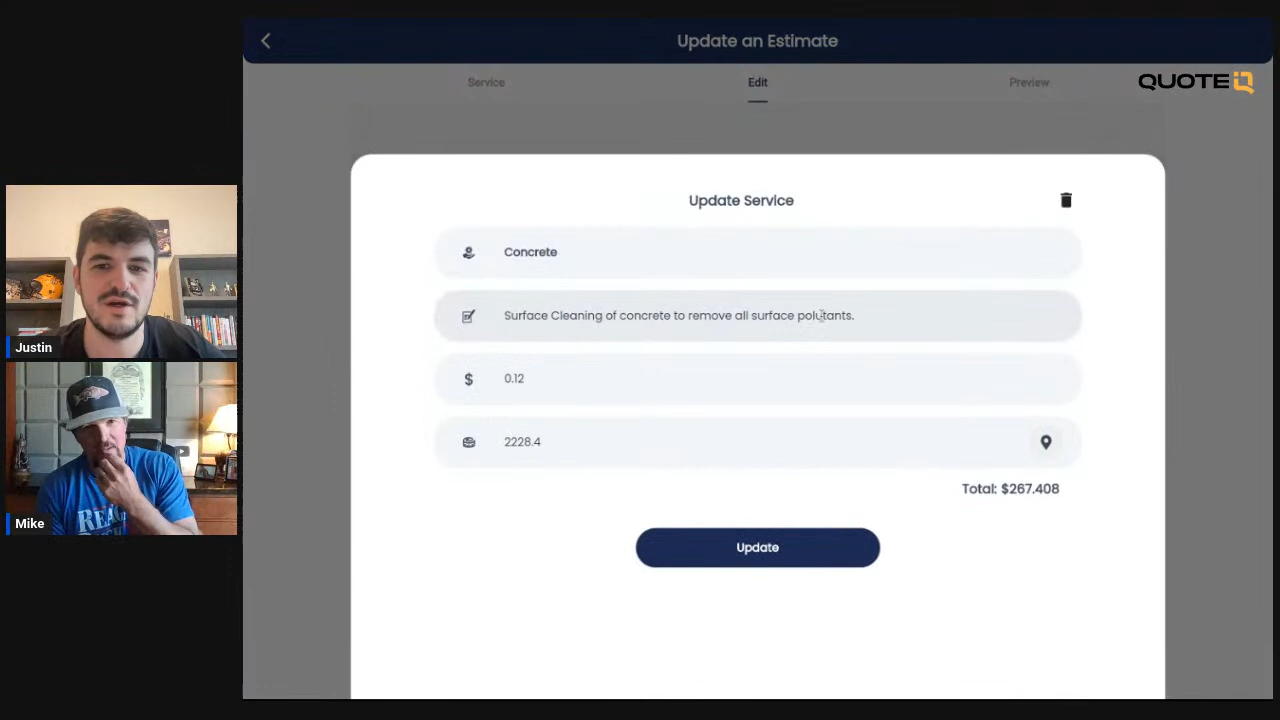 Update an Estimate
Service
Edit
Preview
QUOTE
Update Service
Concrete
Surface Cleaning of concrete to remove all surface polutants.
$
0.12
2228.4
Total: $267.408
Update
Justin
Mike